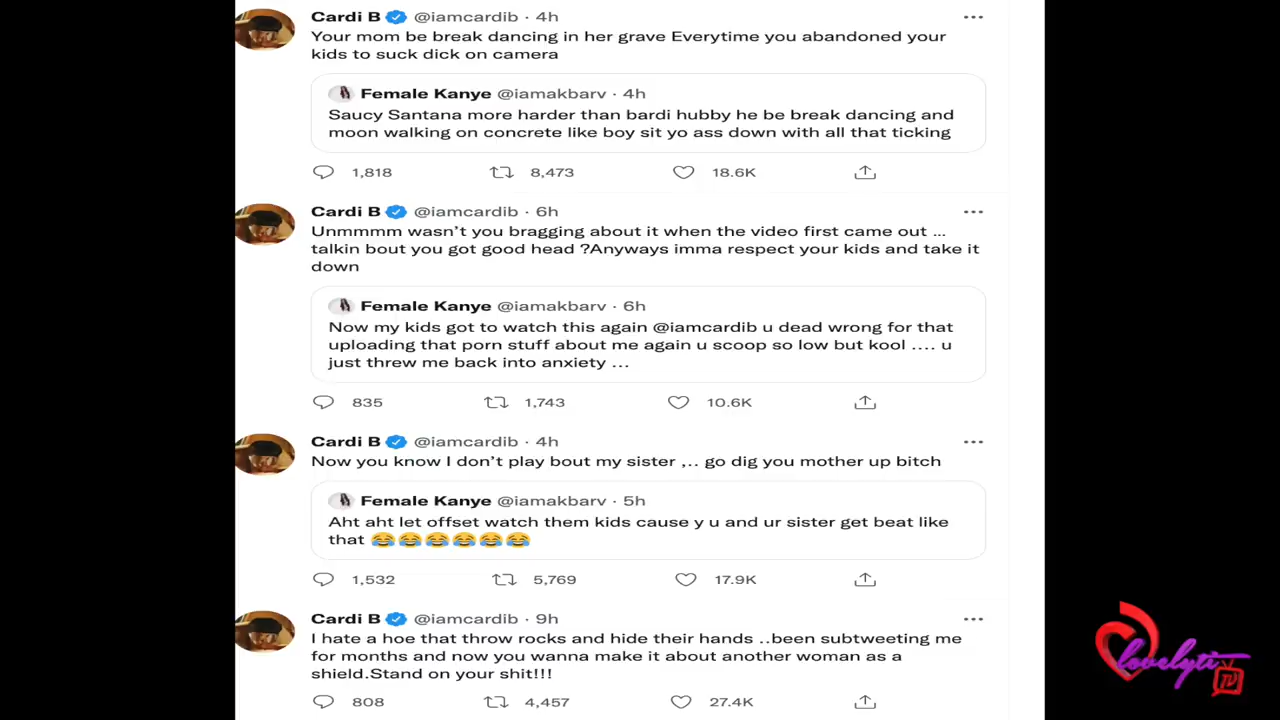 Cardi B @iamcardib · 4h
Your mom be break dancing in her grave Everytime you abandoned your
kids to suck dick on camera
Female Kanye @iamakbarv · 4h
Saucy Santana more harder than bardi hubby he be break dancing and
moon walking on concrete like boy sit yo ass down with all that ticking
1,818 8,473 18.6K
Cardi B @iamcardib · 6h
Unmmmm wasn’t you bragging about it when the video first came out ...
talkin bout you got good head ?Anyways imma respect your kids and take it
down
Female Kanye @iamakbarv · 6h
Now my kids got to watch this again @iamcardib u dead wrong for that
uploading that porn stuff about me again u scoop so low but kool .... u
just threw me back into anxiety ...
835 1,743 10.6K
Cardi B @iamcardib · 4h
Now you know I don’t play bout my sister ,.. go dig you mother up bitch
Female Kanye @iamakbarv · 5h
Aht aht let offset watch them kids cause y u and ur sister get beat like
that 😂😂😂😂😂😂
1,532 5,769 17.9K
Cardi B @iamcardib · 9h
I hate a hoe that throw rocks and hide their hands ..been subtweeting me
for months and now you wanna make it about another woman as a
shield.Stand on your shit!!!
808 4,457 27.4K
lovelyti
TV